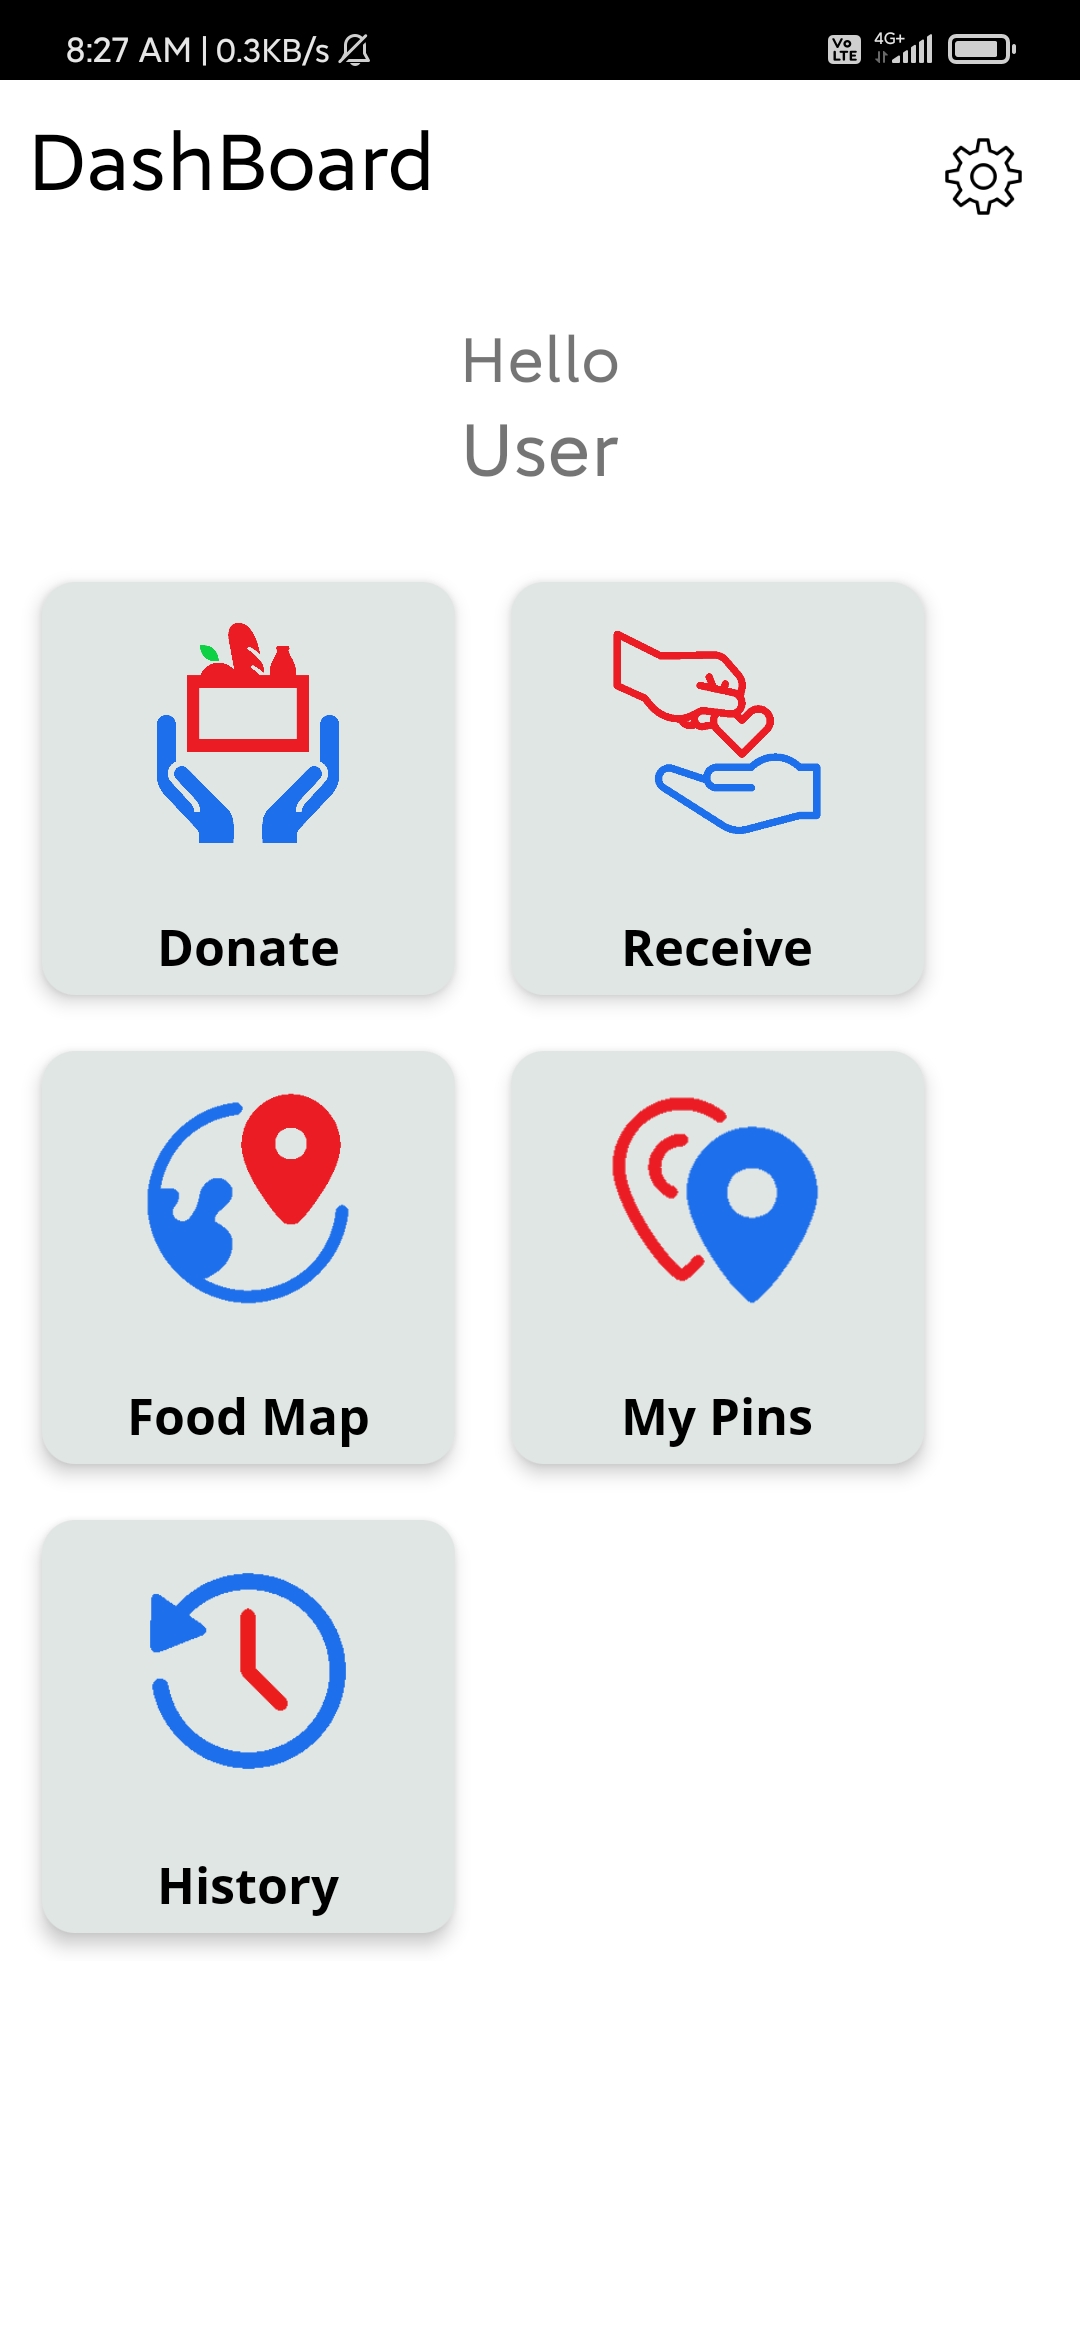 8:27 AM | 0.3KB/s Vo LTE 4G+
DashBoard
Hello
User
Donate
Receive
Food Map
My Pins
History